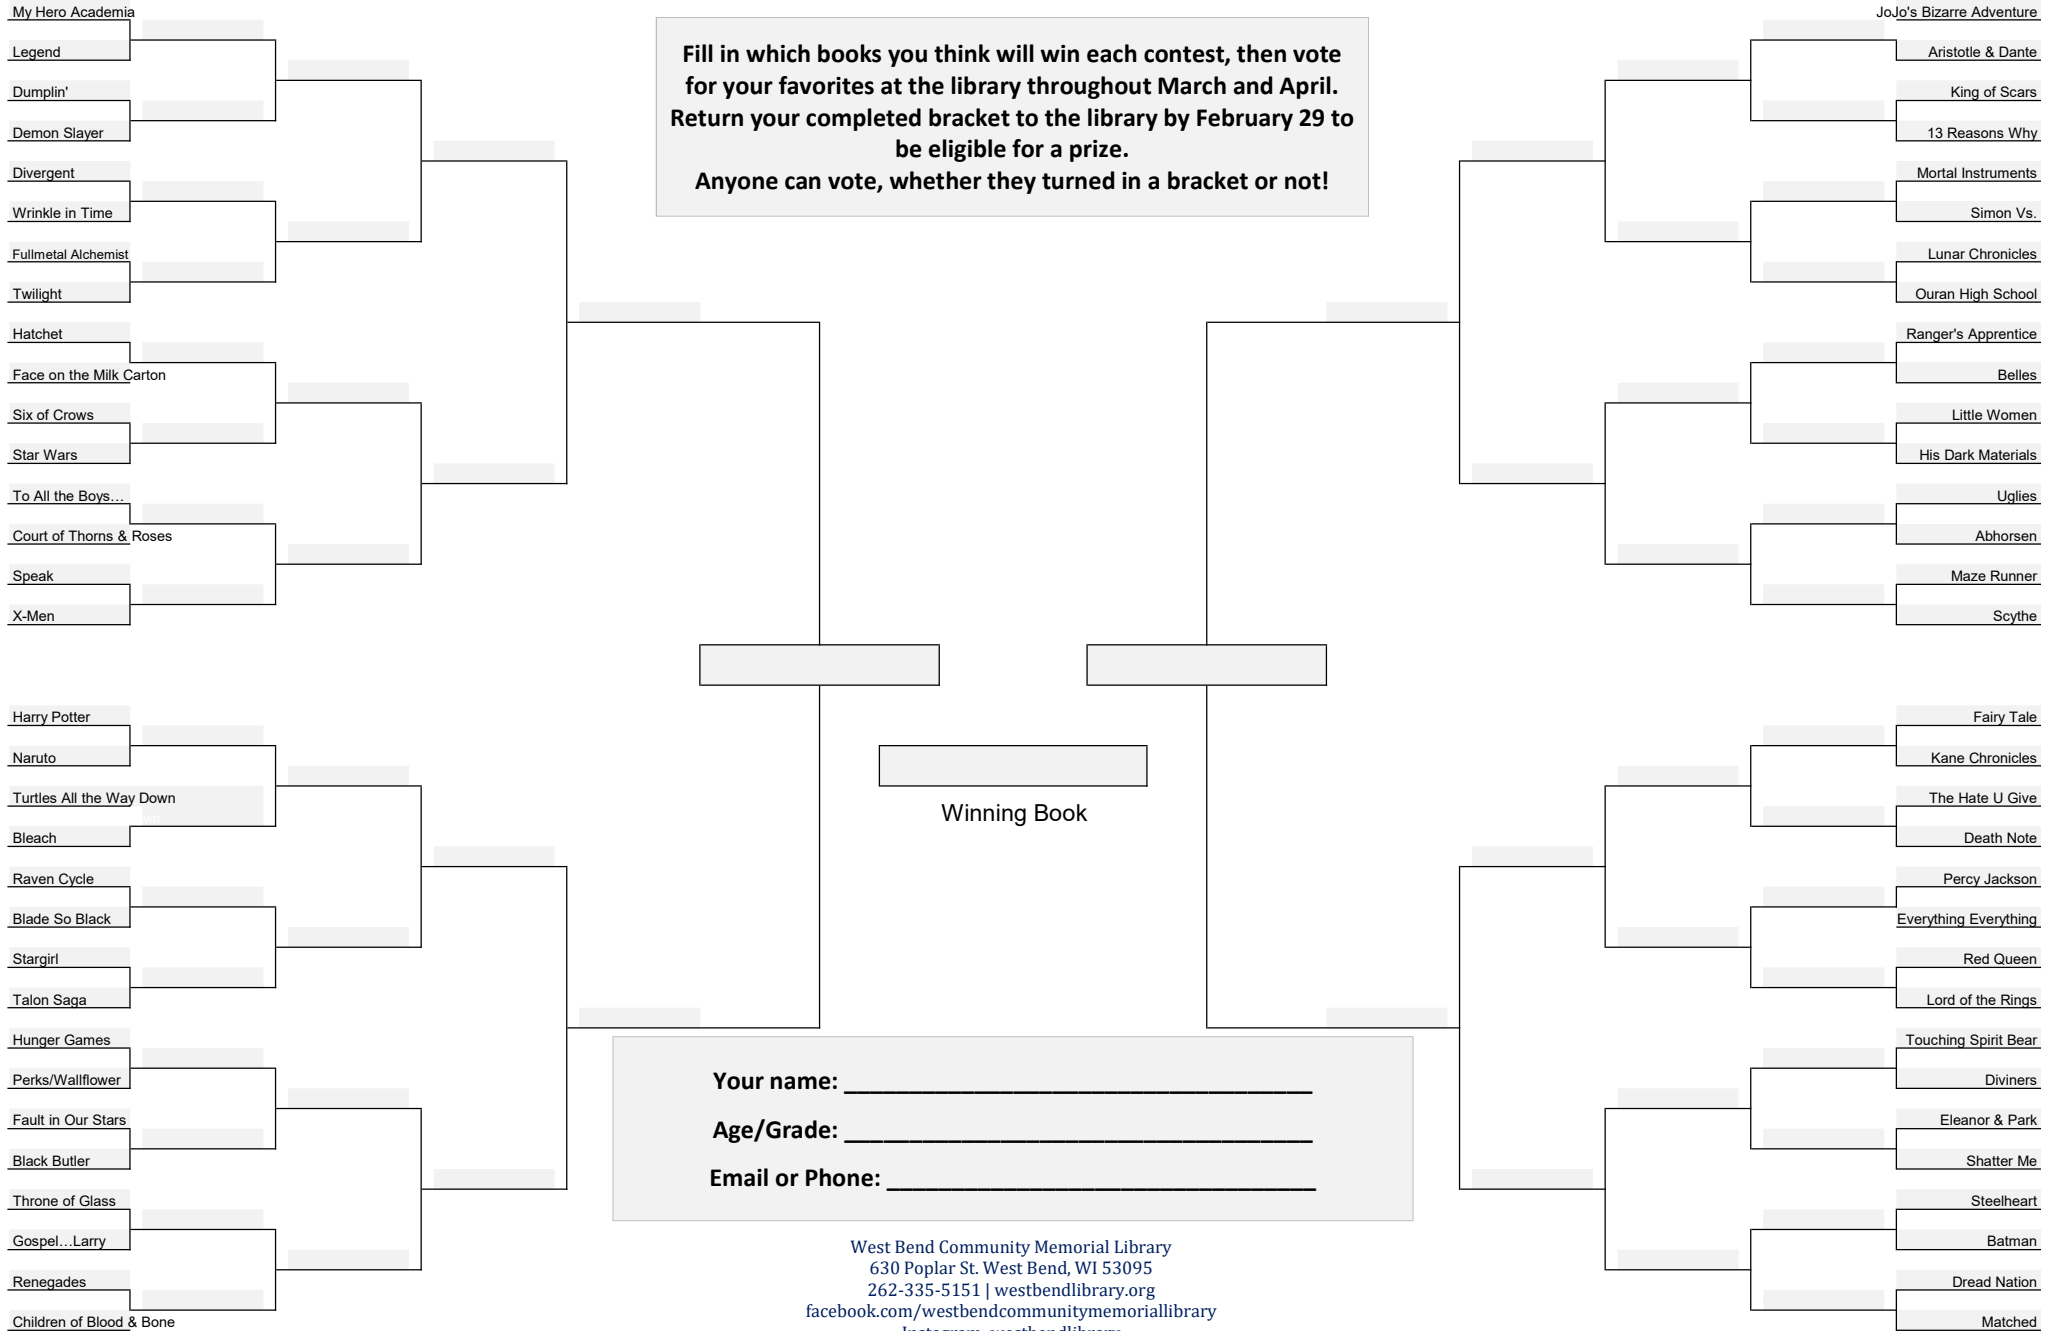 My Hero Academia
Legend
Dumplin'
Demon Slayer
Divergent
Wrinkle in Time
Fullmetal Alchemist
Twilight
Hatchet
Face on the Milk Carton
Six of Crows
Star Wars
To All the Boys…
Court of Thorns & Roses
Speak
X-Men
Harry Potter
Naruto
Turtles All the Way Down
Bleach
Raven Cycle
Blade So Black
Stargirl
Talon Saga
Hunger Games
Perks/Wallflower
Fault in Our Stars
Black Butler
Throne of Glass
Gospel…Larry
Renegades
Children of Blood & Bone
Fill in which books you think will win each contest, then vote
for your favorites at the library throughout March and April.
Return your completed bracket to the library by February 29 to
be eligible for a prize.
Anyone can vote, whether they turned in a bracket or not!
Winning Book
Your name: ____________________________________
Age/Grade: ____________________________________
Email or Phone: _________________________________
West Bend Community Memorial Library
630 Poplar St. West Bend, WI 53095
262-335-5151 | westbendlibrary.org
facebook.com/westbendcommunitymemoriallibrary
JoJo's Bizarre Adventure
Aristotle & Dante
King of Scars
13 Reasons Why
Mortal Instruments
Simon Vs.
Lunar Chronicles
Ouran High School
Ranger's Apprentice
Belles
Little Women
His Dark Materials
Uglies
Abhorsen
Maze Runner
Scythe
Fairy Tale
Kane Chronicles
The Hate U Give
Death Note
Percy Jackson
Everything Everything
Red Queen
Lord of the Rings
Touching Spirit Bear
Diviners
Eleanor & Park
Shatter Me
Steelheart
Batman
Dread Nation
Matched